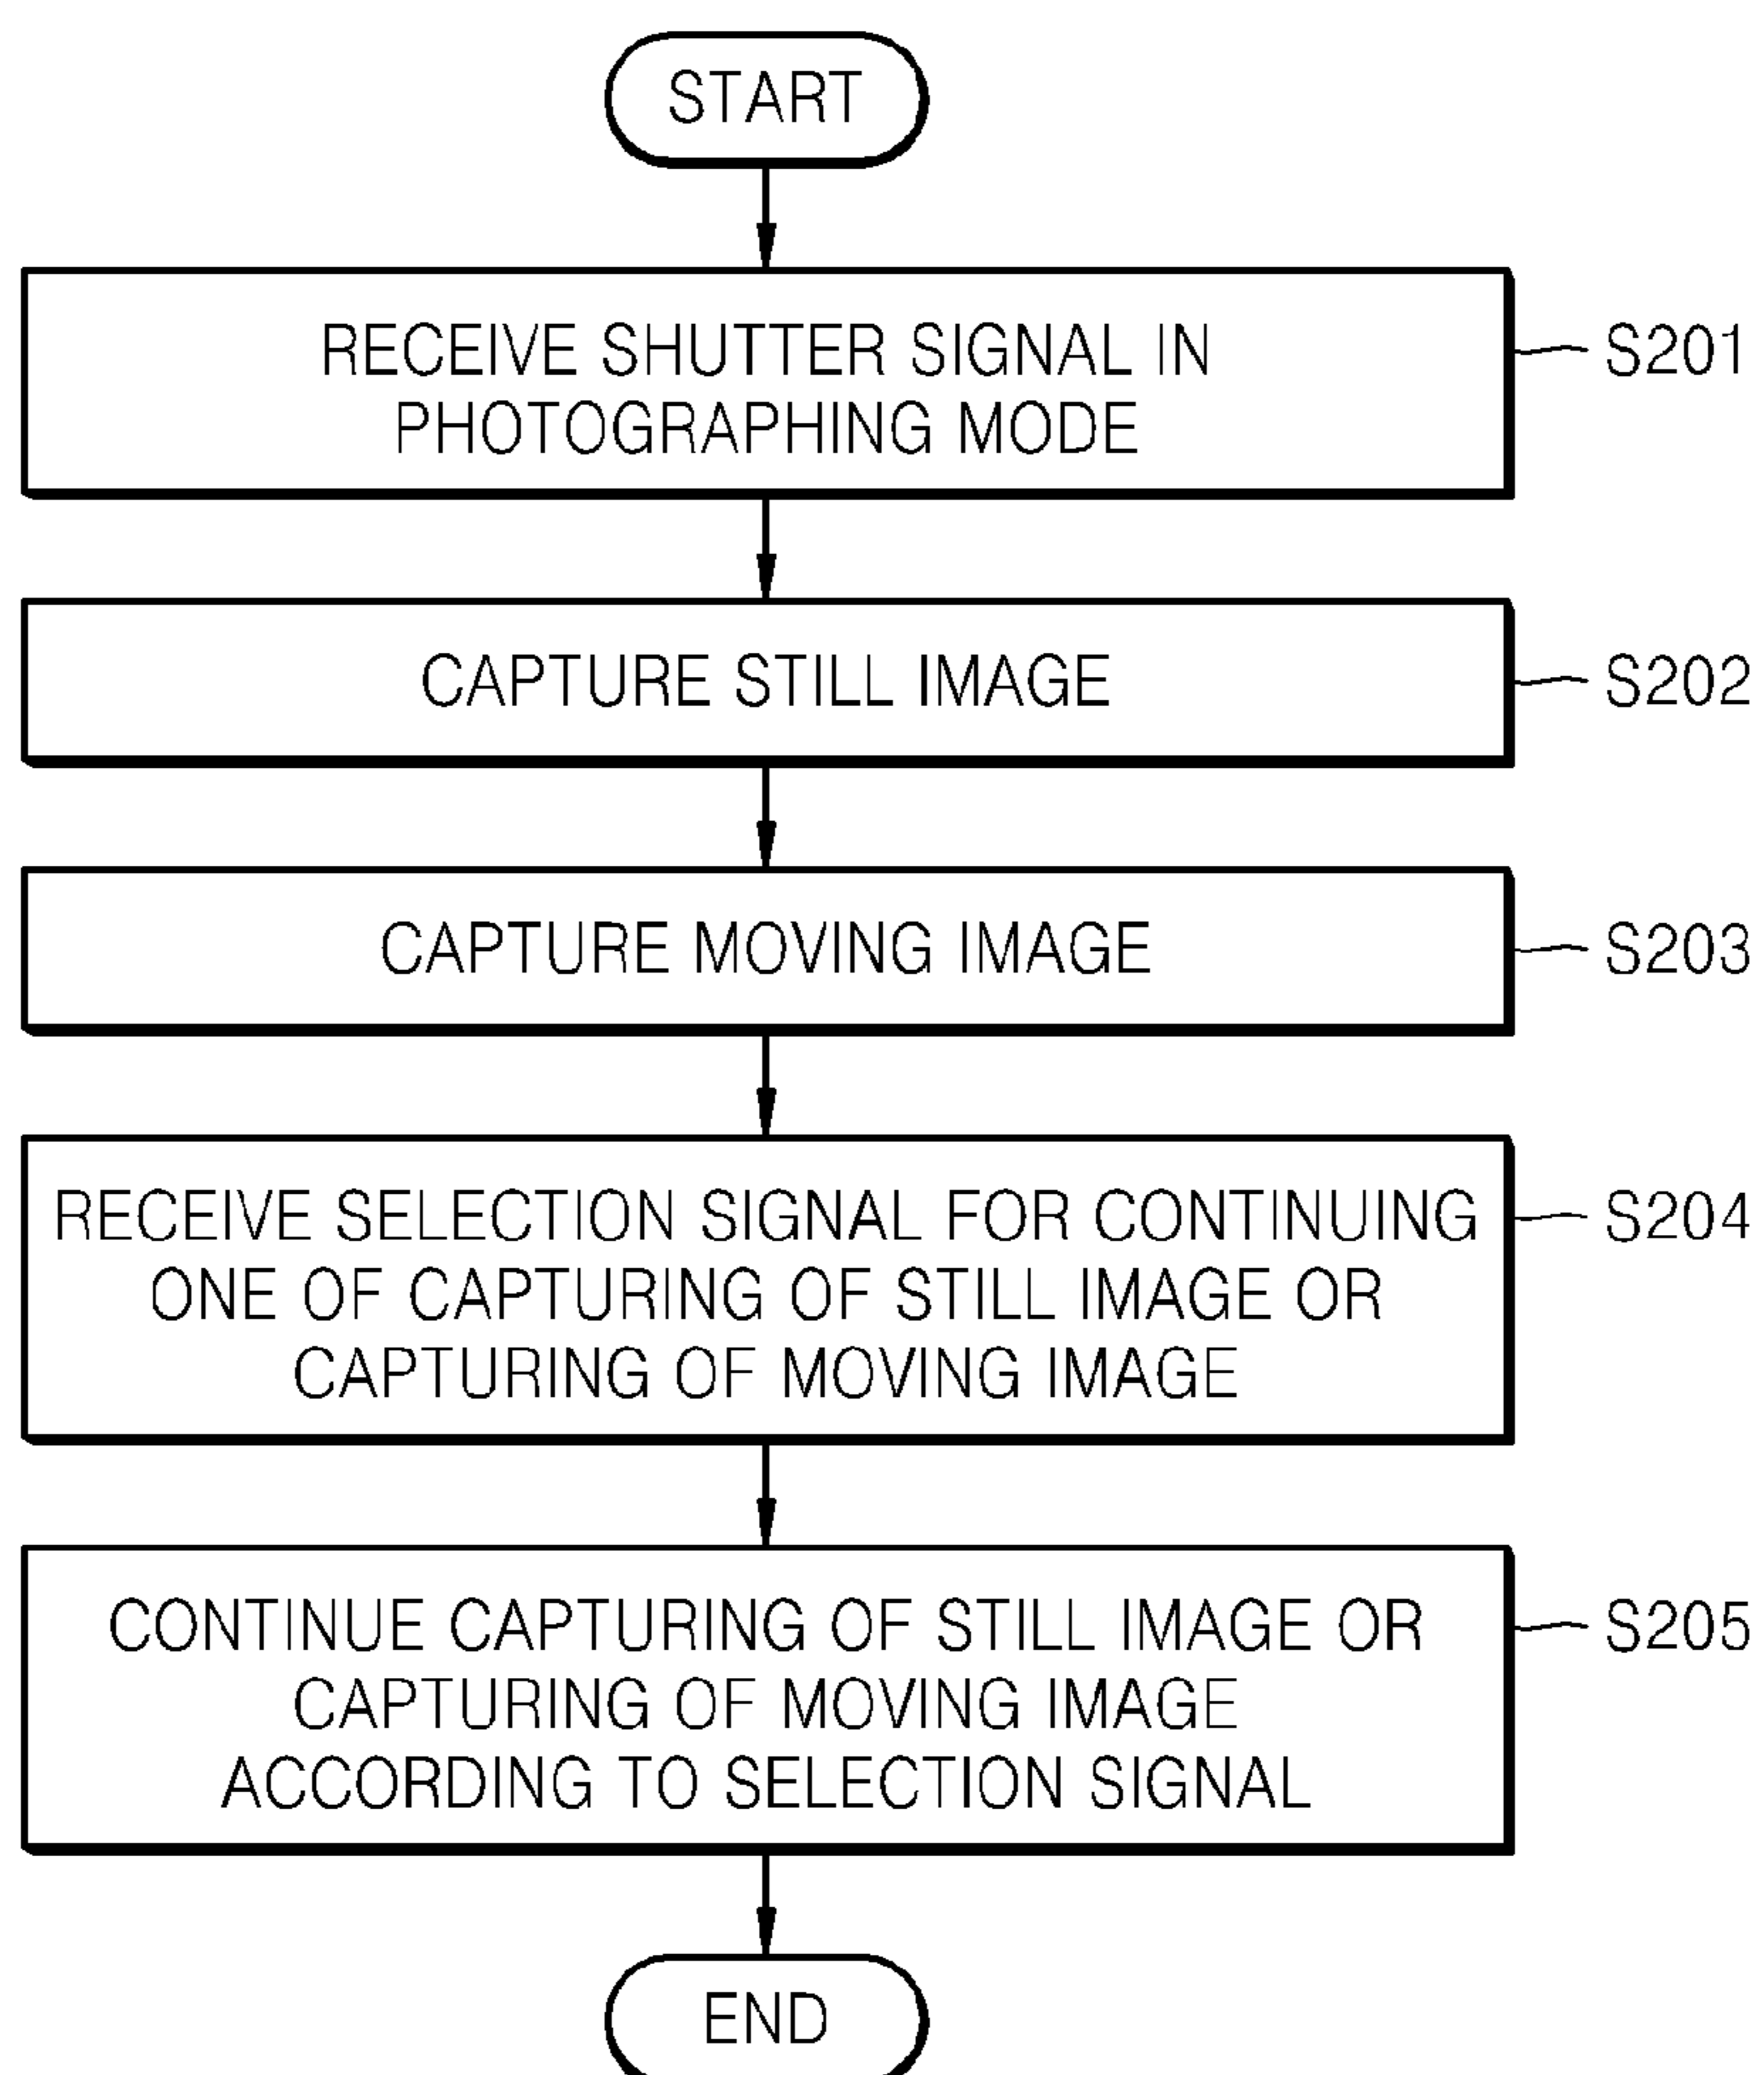 START
RECEIVE SHUTTER SIGNAL IN
PHOTOGRAPHING MODE
S201
CAPTURE STILL IMAGE
S202
CAPTURE MOVING IMAGE
S203
RECEIVE SELECTION SIGNAL FOR CONTINUING
ONE OF CAPTURING OF STILL IMAGE OR
CAPTURING OF MOVING IMAGE
S204
CONTINUE CAPTURING OF STILL IMAGE OR
CAPTURING OF MOVING IMAGE
ACCORDING TO SELECTION SIGNAL
S205
END